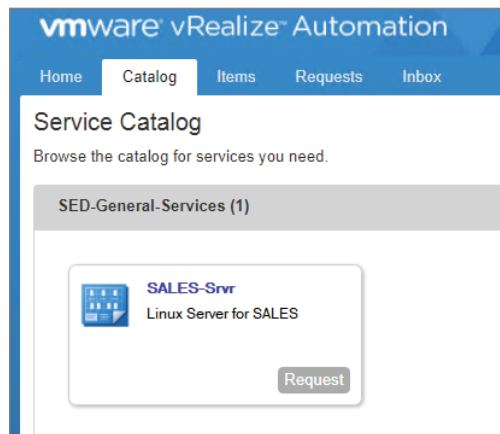 vmware® vRealize™ Automation
Home Catalog Items Requests Inbox
Service Catalog
Browse the catalog for services you need.
SED-General-Services (1)
SALES-Srvr
Linux Server for SALES
Request